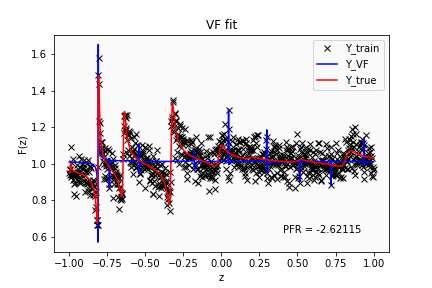 VF fit
Y_train
Y_VF
Y_true
F(z)
1.6
1.4
1.2
1.0
0.8
0.6
PFR = -2.62115
−1.00 −0.75 −0.50 −0.25 0.00 0.25 0.50 0.75 1.00
z